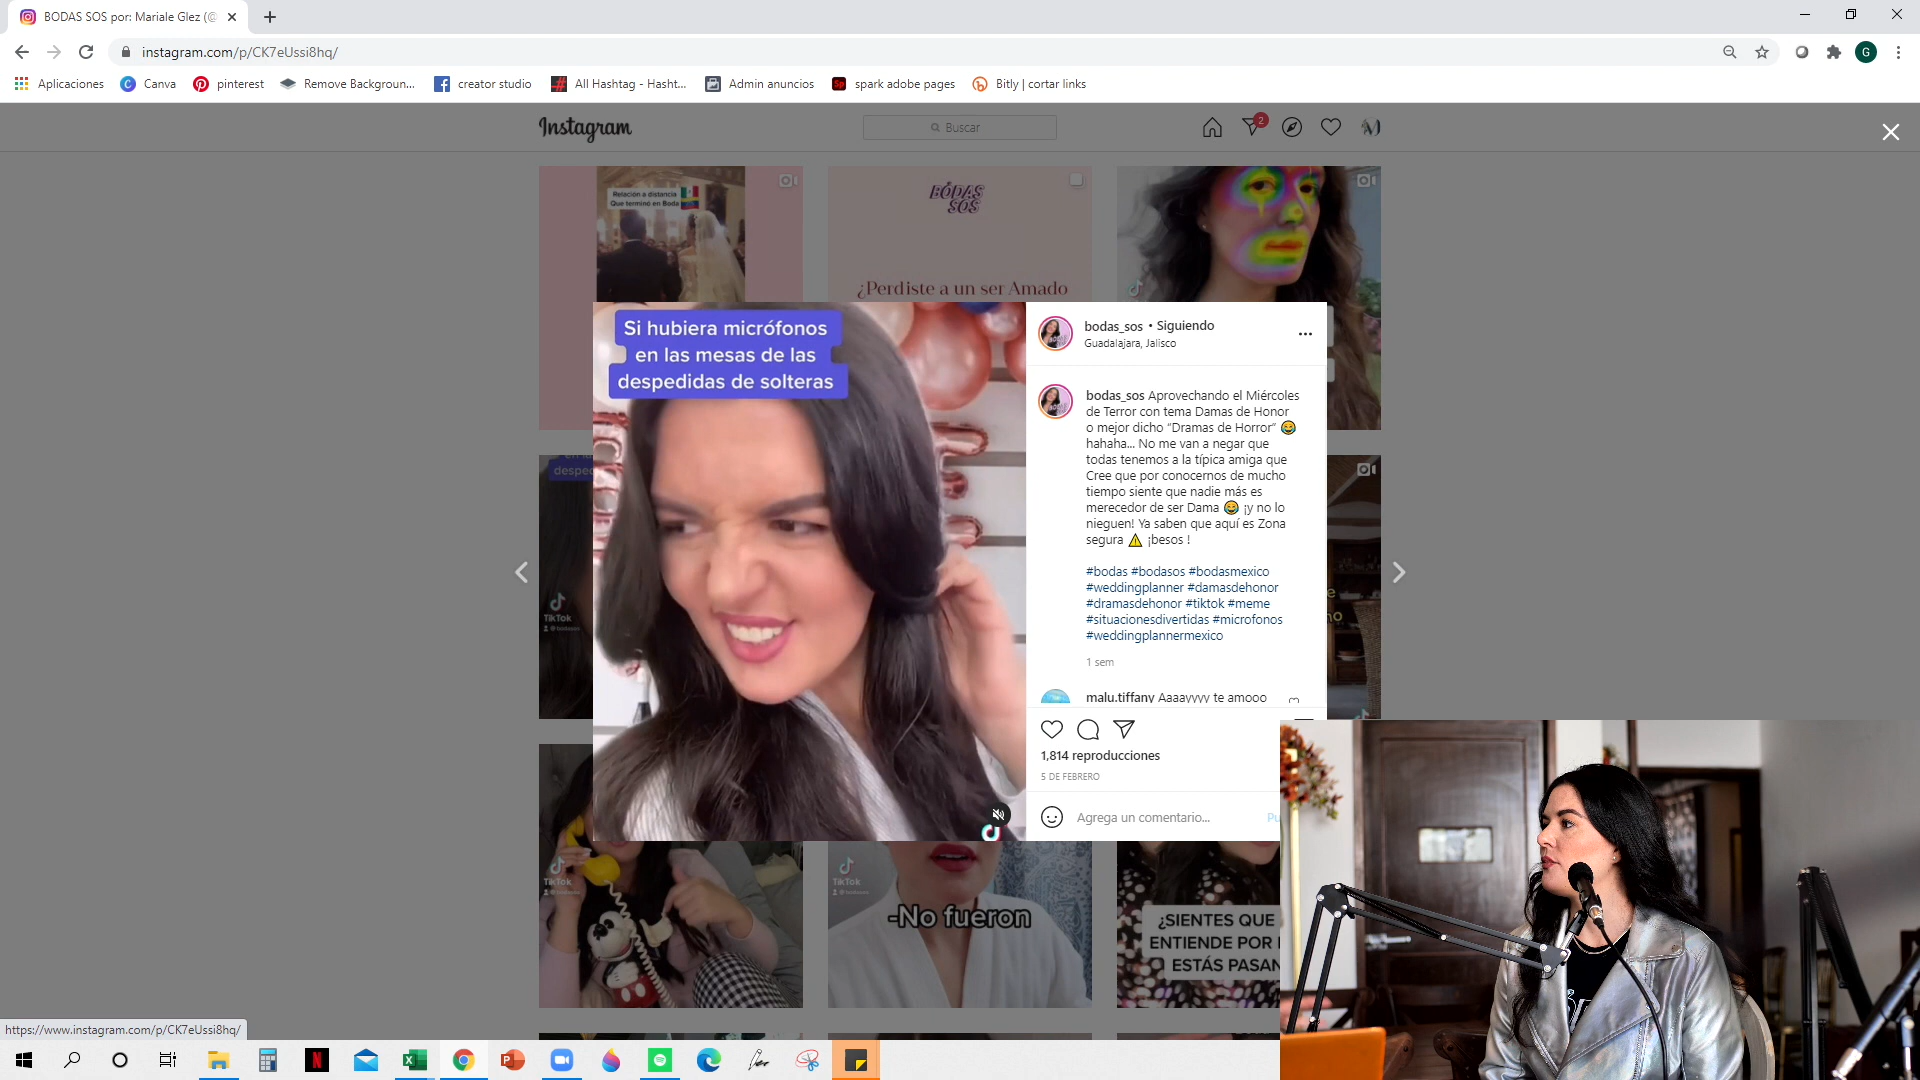 BODAS SOS por: Mariale Glez (@
instagram.com/p/CK7eUssi8hq/
G
Aplicaciones
Canva
pinterest
Remove Backgroun...
creator studio
All Hashtag - Hasht...
Admin anuncios
spark adobe pages
Bitly | cortar links
Instagram
Buscar
2
Relación a distancia
Que terminó en Boda
BODAS
SOS
¿Perdiste a un ser Amado
Si hubiera micrófonos
en las mesas de las
despedidas de solteras
bodas_sos • Siguiendo
Guadalajara, Jalisco
bodas_sos Aprovechando el Miércoles
de Terror con tema Damas de Honor
o mejor dicho “Dramas de Horror” 😂
hahaha... No me van a negar que
todas tenemos a la típica amiga que
Cree que por conocernos de mucho
tiempo siente que nadie más es
merecedor de ser Dama 😂 ¡y no lo
nieguen! Ya saben que aquí es Zona
segura ⚠️ ¡besos !
#bodas #bodasos #bodasmexico
#weddingplanner #damasdehonor
#dramasdehonor #tiktok #meme
#situacionesdivertidas #microfonos
#weddingplannermexico
1 sem
malu.tiffany Aaaayyyy te amooo
1,814 reproducciones
5 DE FEBRERO
Agrega un comentario...
Pu
TikTok
TikTok
TikTok
-No fueron
¿SIENTES QUE
ENTIENDE POR
ESTÁS PASAN
https://www.instagram.com/p/CK7eUssi8hq/